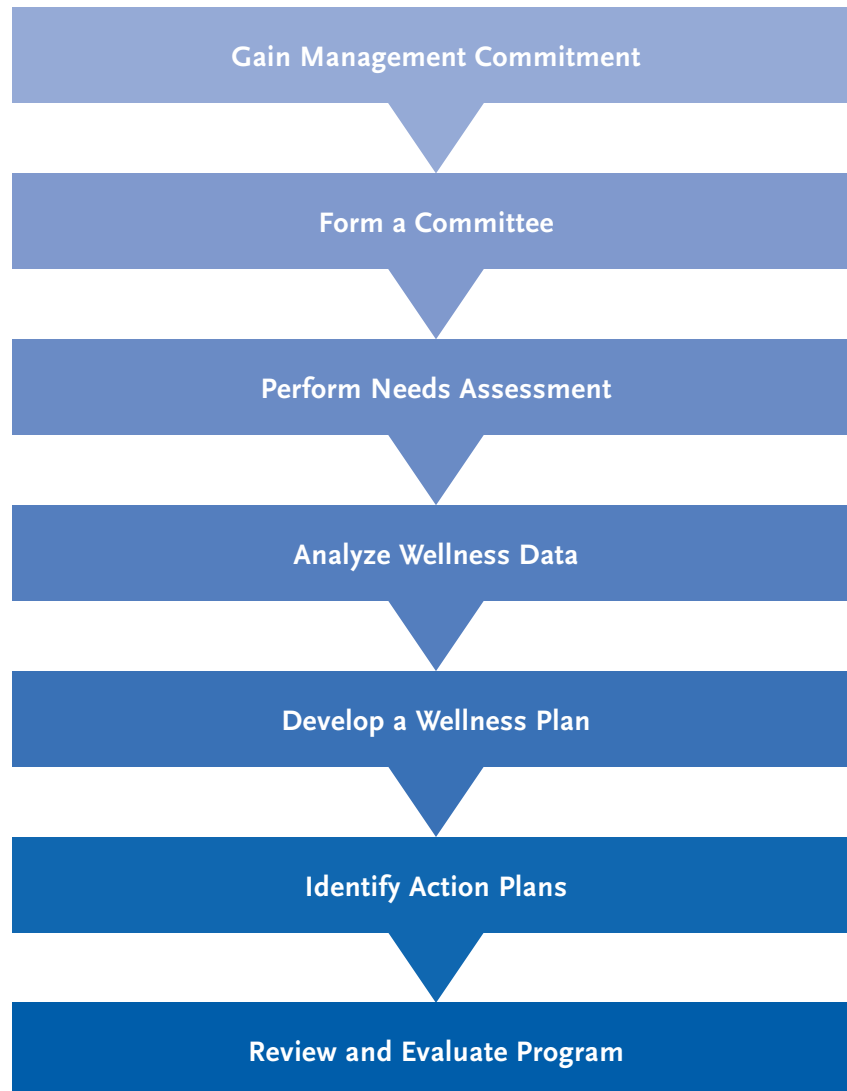 Gain Management Commitment
Form a Committee
Perform Needs Assessment
Analyze Wellness Data
Develop a Wellness Plan
Identify Action Plans
Review and Evaluate Program